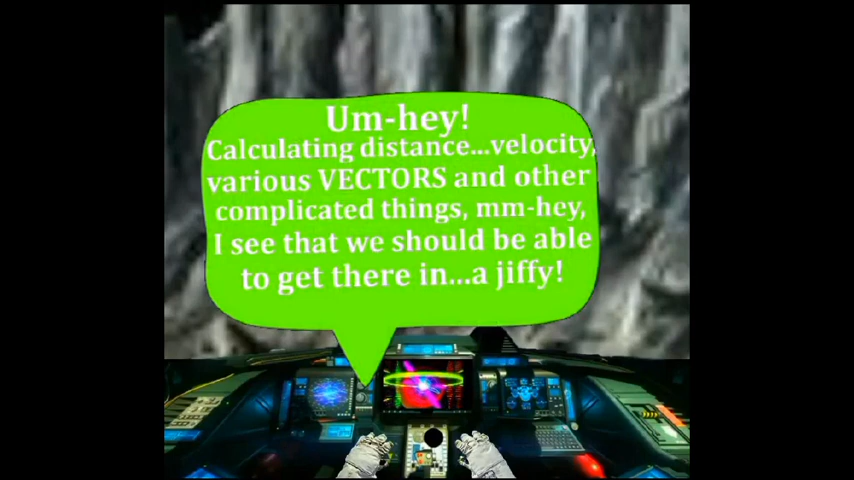 Um-hey!
Calculating distance...velocity,
various VECTORS and other
complicated things, mm-hey,
I see that we should be able
to get there in...a jiffy!